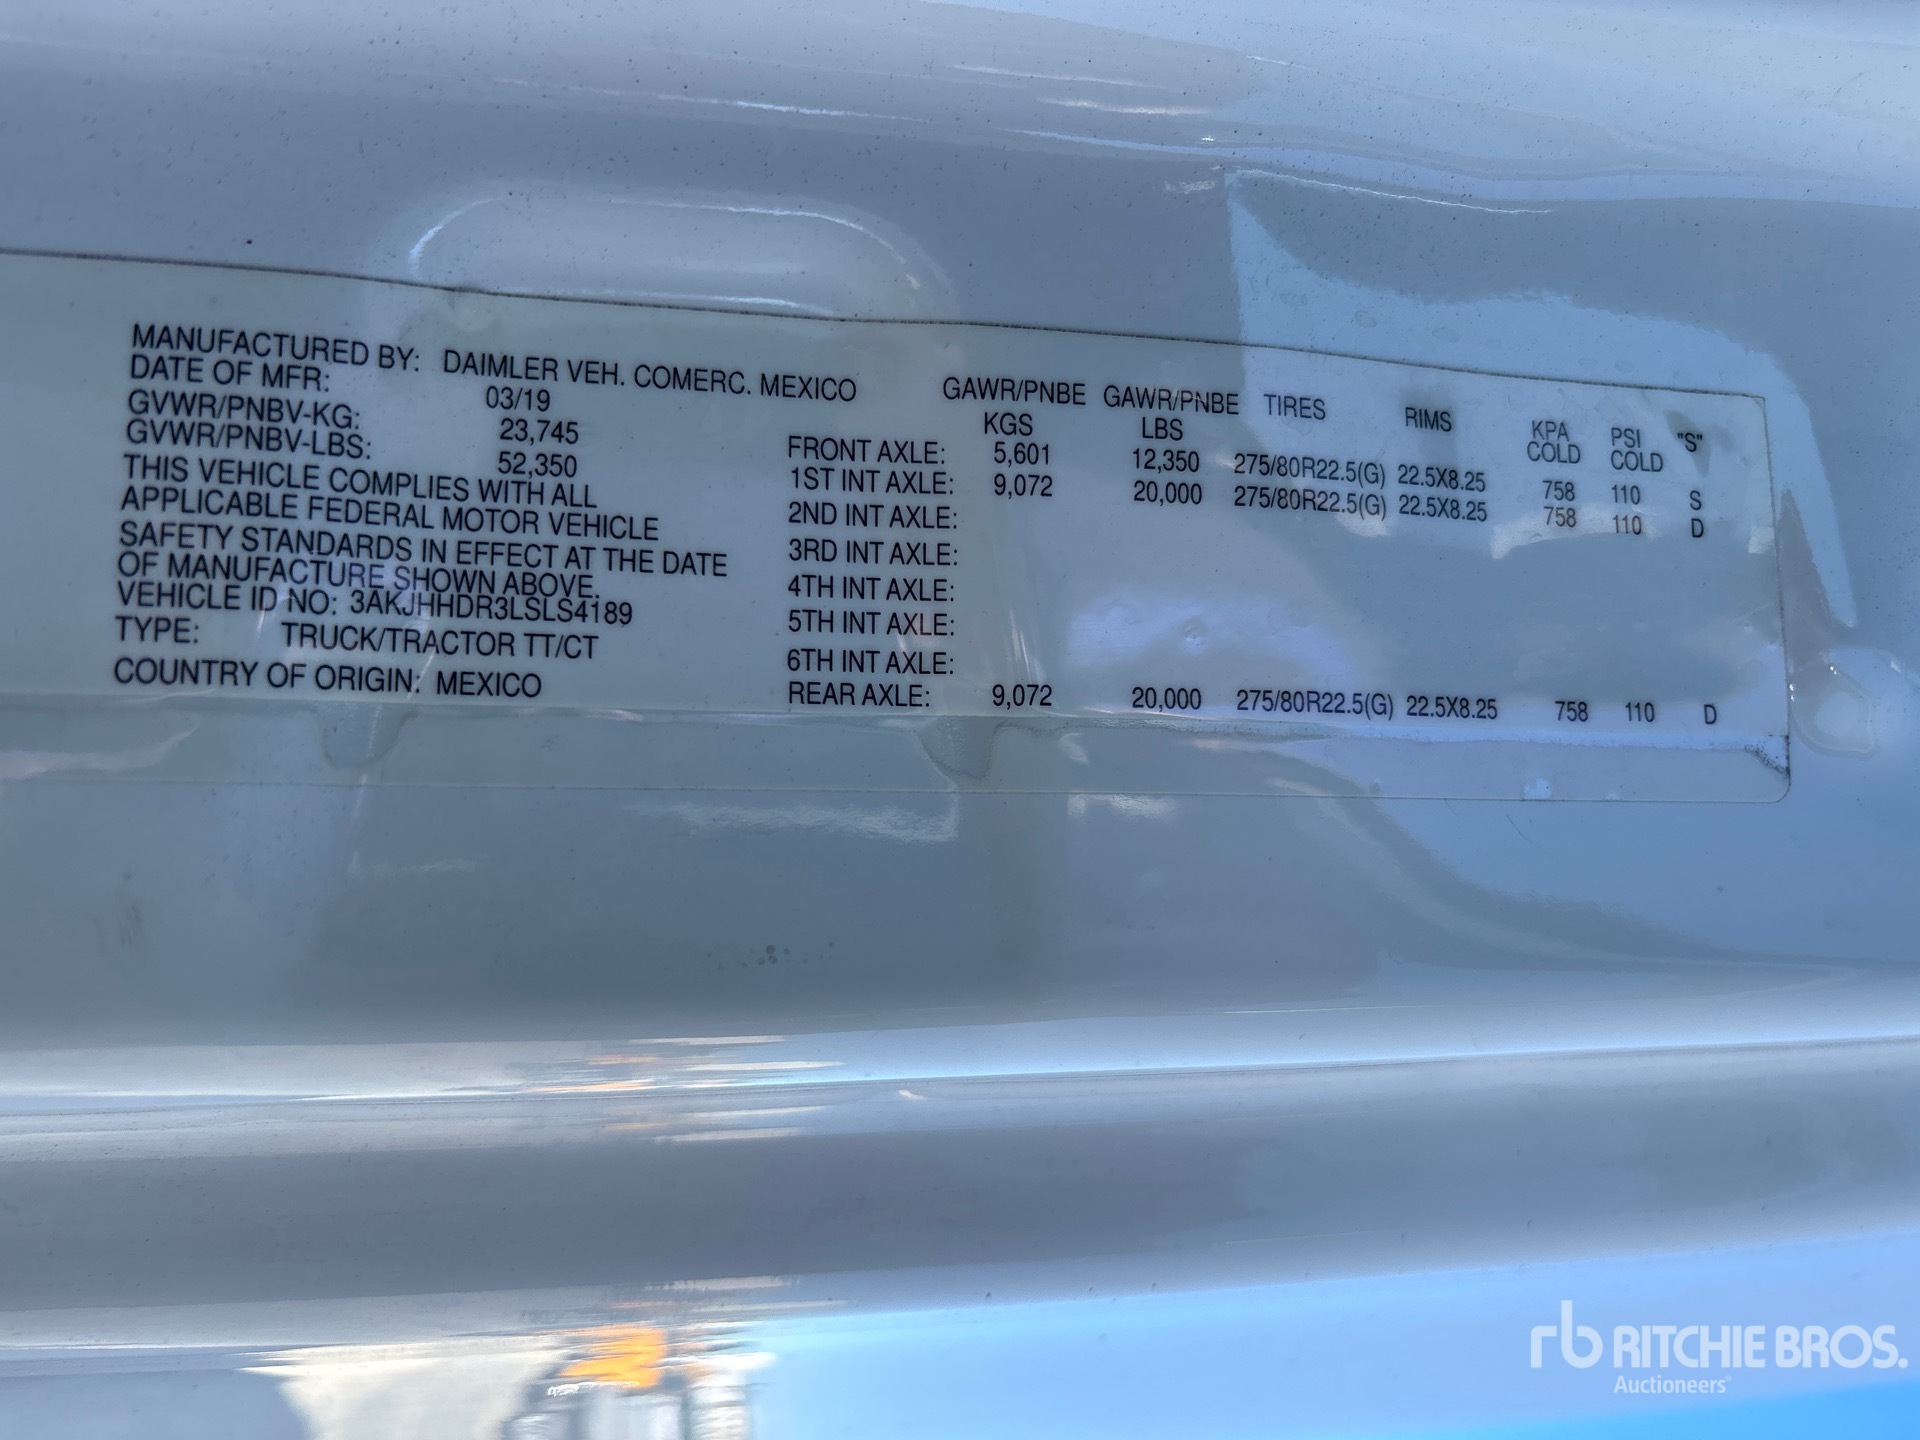 MANUFACTURED BY: DAIMLER VEH. COMERC. MEXICO
DATE OF MFR: 03/19
GVWR/PNBV-KG: 23,745
GVWR/PNBV-LBS: 52,350
THIS VEHICLE COMPLIES WITH ALL
APPLICABLE FEDERAL MOTOR VEHICLE
SAFETY STANDARDS IN EFFECT AT THE DATE
OF MANUFACTURE SHOWN ABOVE.
VEHICLE ID NO: 3AKJHHDR3LSLS4189
TYPE: TRUCK/TRACTOR TT/CT
COUNTRY OF ORIGIN: MEXICO
GAWR/PNBE GAWR/PNBE TIRES RIMS KPA PSI "S"
KGS LBS COLD COLD
FRONT AXLE: 5,601 12,350 275/80R22.5(G) 22.5X8.25 758 110 S
1ST INT AXLE: 9,072 20,000 275/80R22.5(G) 22.5X8.25 758 110 D
2ND INT AXLE:
3RD INT AXLE:
4TH INT AXLE:
5TH INT AXLE:
6TH INT AXLE:
REAR AXLE: 9,072 20,000 275/80R22.5(G) 22.5X8.25 758 110 D
rb RITCHIE BROS.
Auctioneers